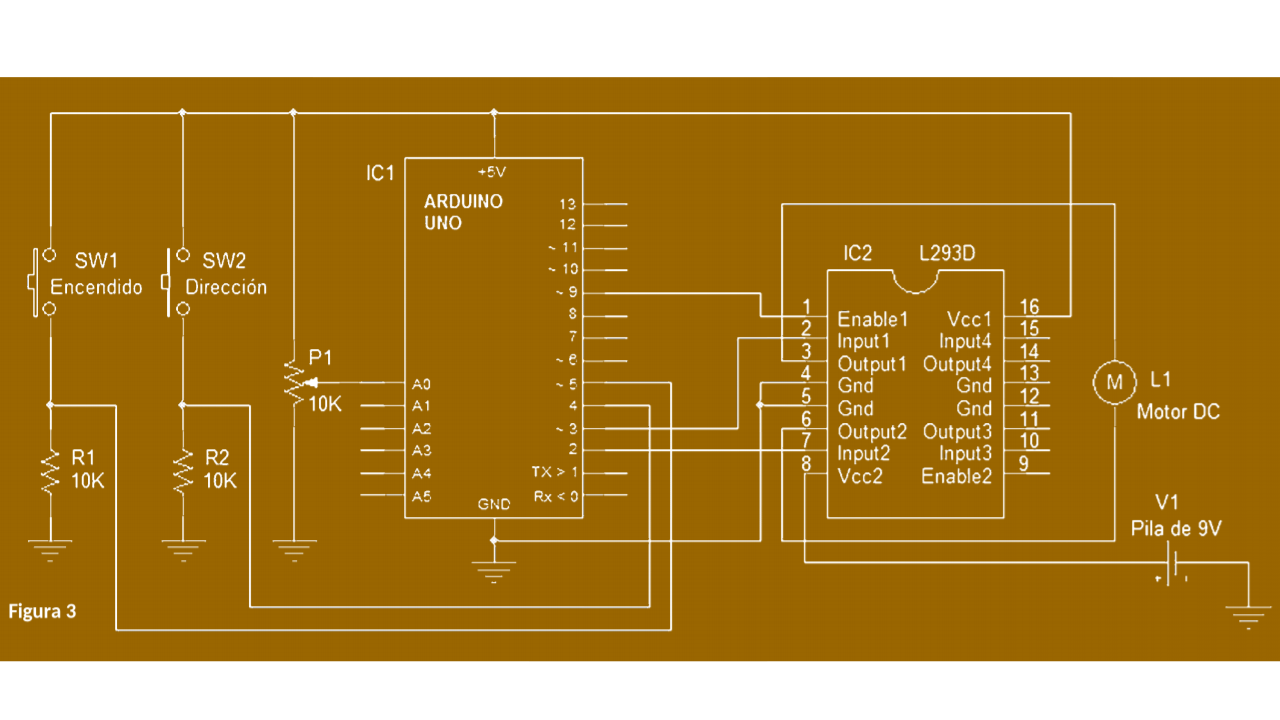 IC1
+5V
ARDUINO
UNO
13
12
~ 11
~ 10
~ 9
8
7
~ 6
~ 5
4
~ 3
2
TX > 1
Rx < 0
A0
A1
A2
A3
A4
A5
GND
SW1
Encendido
SW2
Dirección
P1
10K
R1
10K
R2
10K
IC2 L293D
1
2
3
4
5
6
7
8
Enable1
Input1
Output1
Gnd
Gnd
Output2
Input2
Vcc2
Vcc1
Input4
Output4
Gnd
Gnd
Output3
Input3
Enable2
16
15
14
13
12
11
10
9
M
L1
Motor DC
V1
Pila de 9V
+
Figura 3